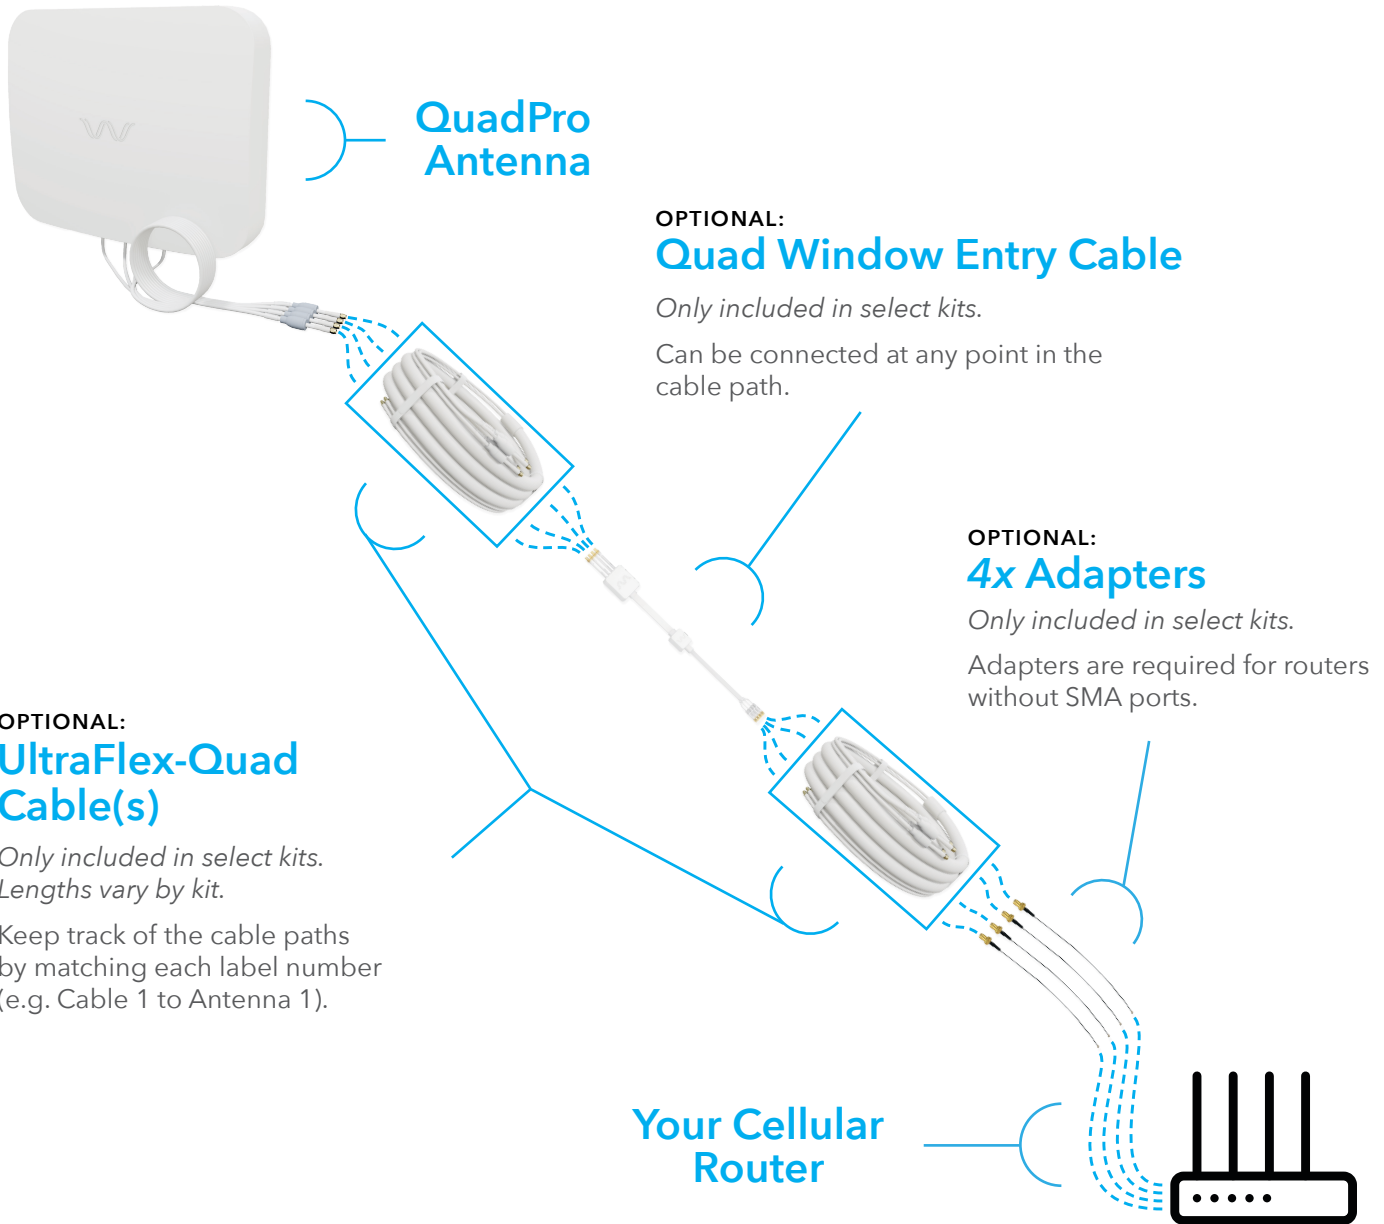 QuadPro
Antenna
OPTIONAL:
Quad Window Entry Cable
Only included in select kits.
Can be connected at any point in the
cable path.
OPTIONAL:
4x Adapters
Only included in select kits.
Adapters are required for routers
without SMA ports.
OPTIONAL:
UltraFlex-Quad
Cable(s)
Only included in select kits.
Lengths vary by kit.
Keep track of the cable paths
by matching each label number
(e.g. Cable 1 to Antenna 1).
Your Cellular
Router